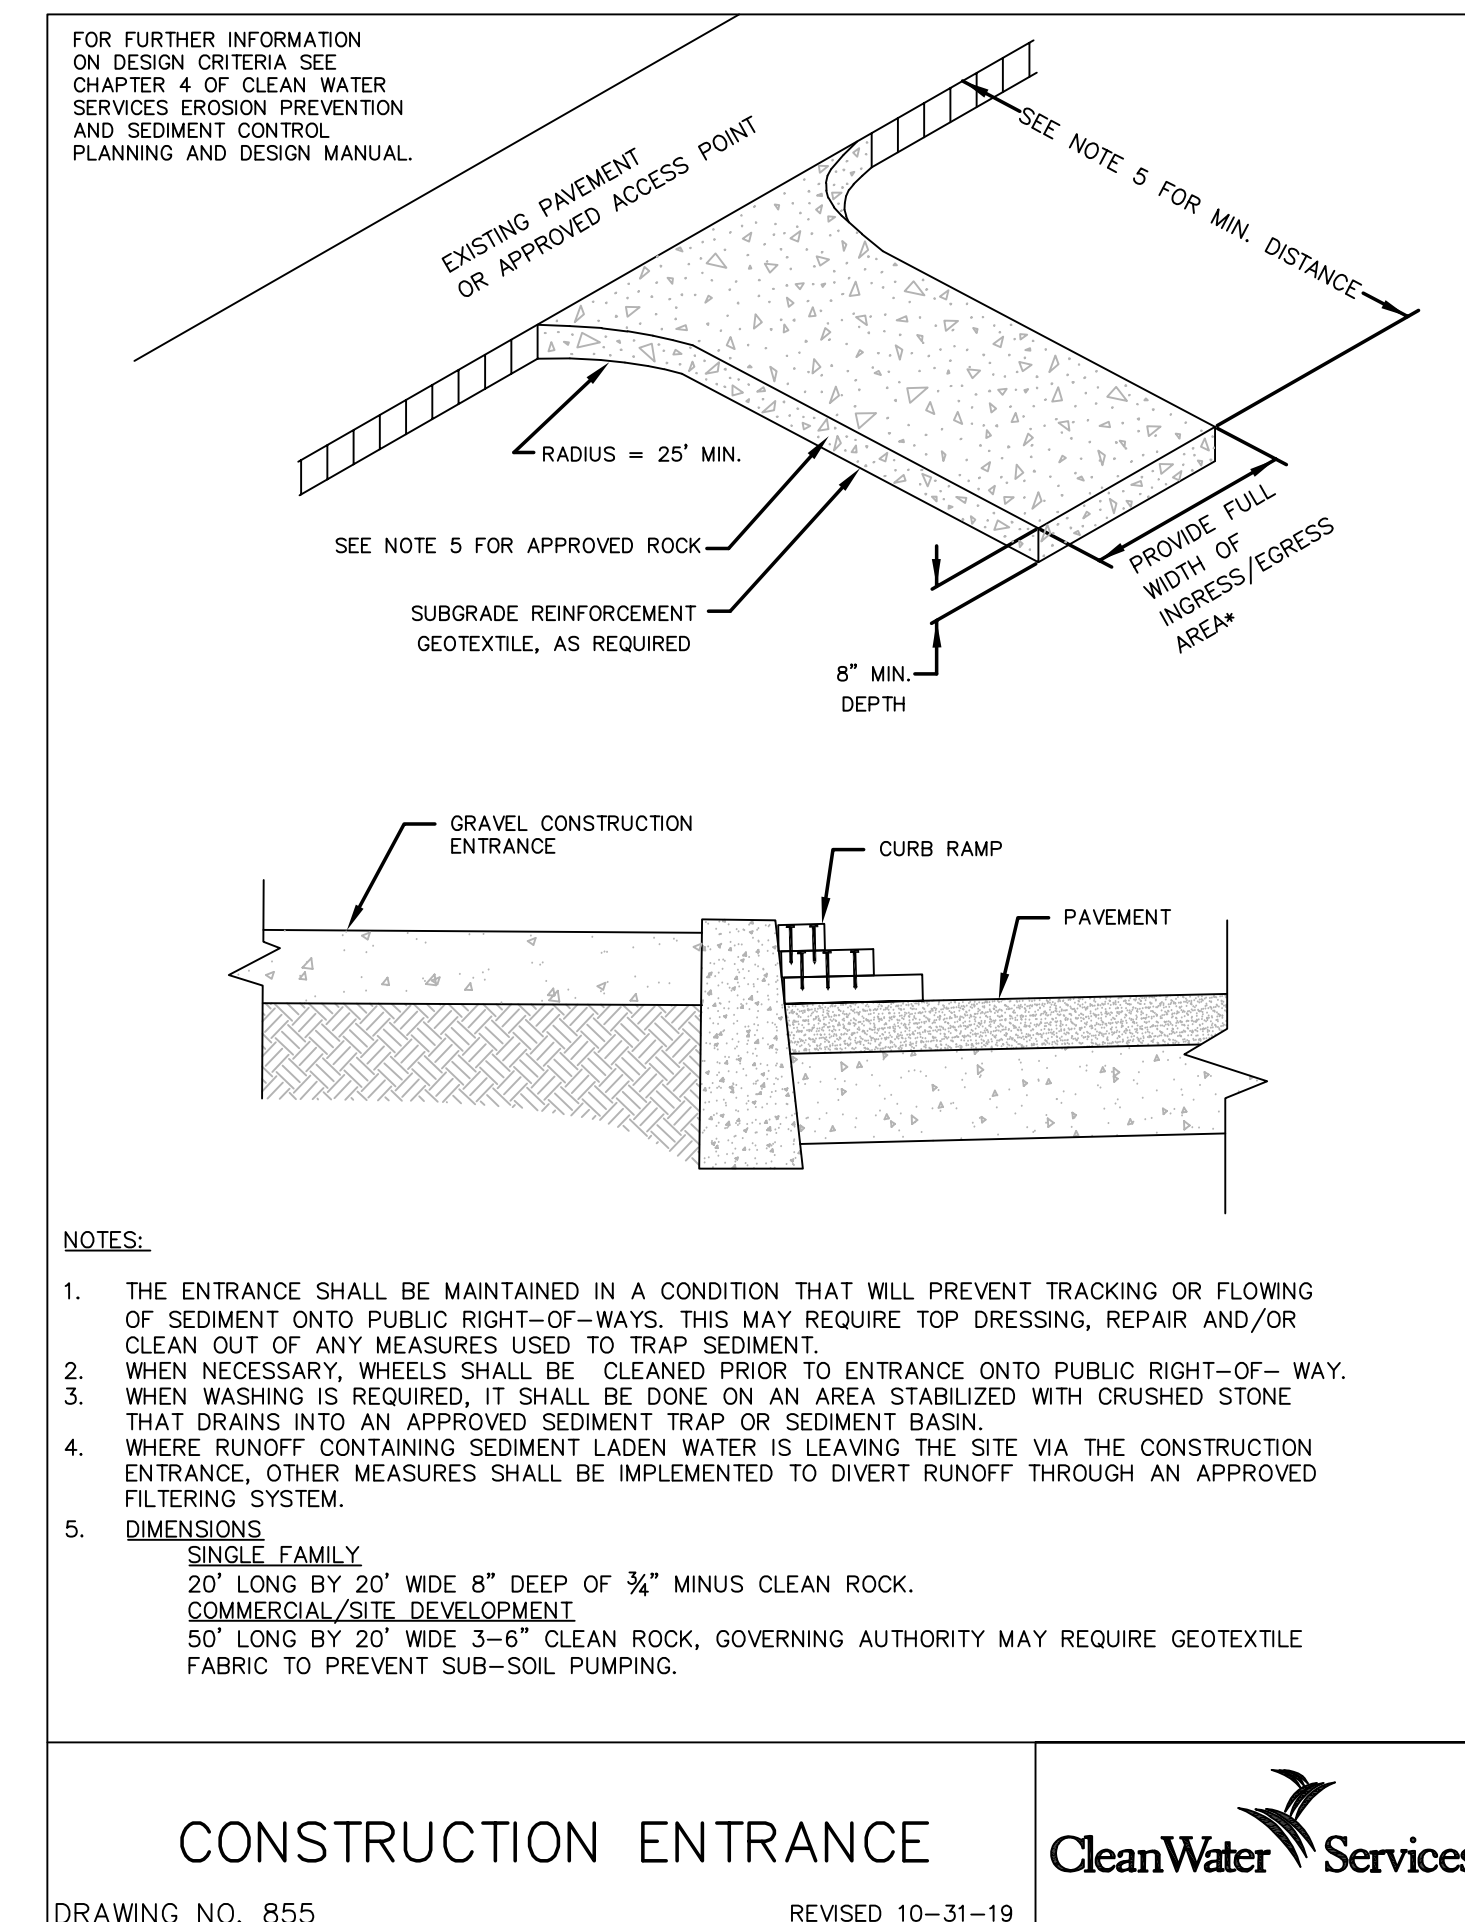 FOR FURTHER INFORMATION
ON DESIGN CRITERIA SEE
CHAPTER 4 OF CLEAN WATER
SERVICES EROSION PREVENTION
AND SEDIMENT CONTROL
PLANNING AND DESIGN MANUAL.
EXISTING PAVEMENT
OR APPROVED ACCESS POINT
SEE NOTE 5 FOR MIN. DISTANCE
RADIUS = 25' MIN.
SEE NOTE 5 FOR APPROVED ROCK
SUBGRADE REINFORCEMENT
GEOTEXTILE, AS REQUIRED
PROVIDE FULL
WIDTH OF
INGRESS/EGRESS
AREA*
8" MIN.
DEPTH
GRAVEL CONSTRUCTION
ENTRANCE
CURB RAMP
PAVEMENT
NOTES:
1. THE ENTRANCE SHALL BE MAINTAINED IN A CONDITION THAT WILL PREVENT TRACKING OR FLOWING
OF SEDIMENT ONTO PUBLIC RIGHT-OF-WAYS. THIS MAY REQUIRE TOP DRESSING, REPAIR AND/OR
CLEAN OUT OF ANY MEASURES USED TO TRAP SEDIMENT.
2. WHEN NECESSARY, WHEELS SHALL BE CLEANED PRIOR TO ENTRANCE ONTO PUBLIC RIGHT-OF- WAY.
3. WHEN WASHING IS REQUIRED, IT SHALL BE DONE ON AN AREA STABILIZED WITH CRUSHED STONE
THAT DRAINS INTO AN APPROVED SEDIMENT TRAP OR SEDIMENT BASIN.
4. WHERE RUNOFF CONTAINING SEDIMENT LADEN WATER IS LEAVING THE SITE VIA THE CONSTRUCTION
ENTRANCE, OTHER MEASURES SHALL BE IMPLEMENTED TO DIVERT RUNOFF THROUGH AN APPROVED
FILTERING SYSTEM.
5. DIMENSIONS
SINGLE FAMILY
20' LONG BY 20' WIDE 8" DEEP OF ¾" MINUS CLEAN ROCK.
COMMERCIAL/SITE DEVELOPMENT
50' LONG BY 20' WIDE 3-6" CLEAN ROCK, GOVERNING AUTHORITY MAY REQUIRE GEOTEXTILE
FABRIC TO PREVENT SUB-SOIL PUMPING.
CONSTRUCTION ENTRANCE
CleanWater Services
DRAWING NO. 855
REVISED 10-31-19